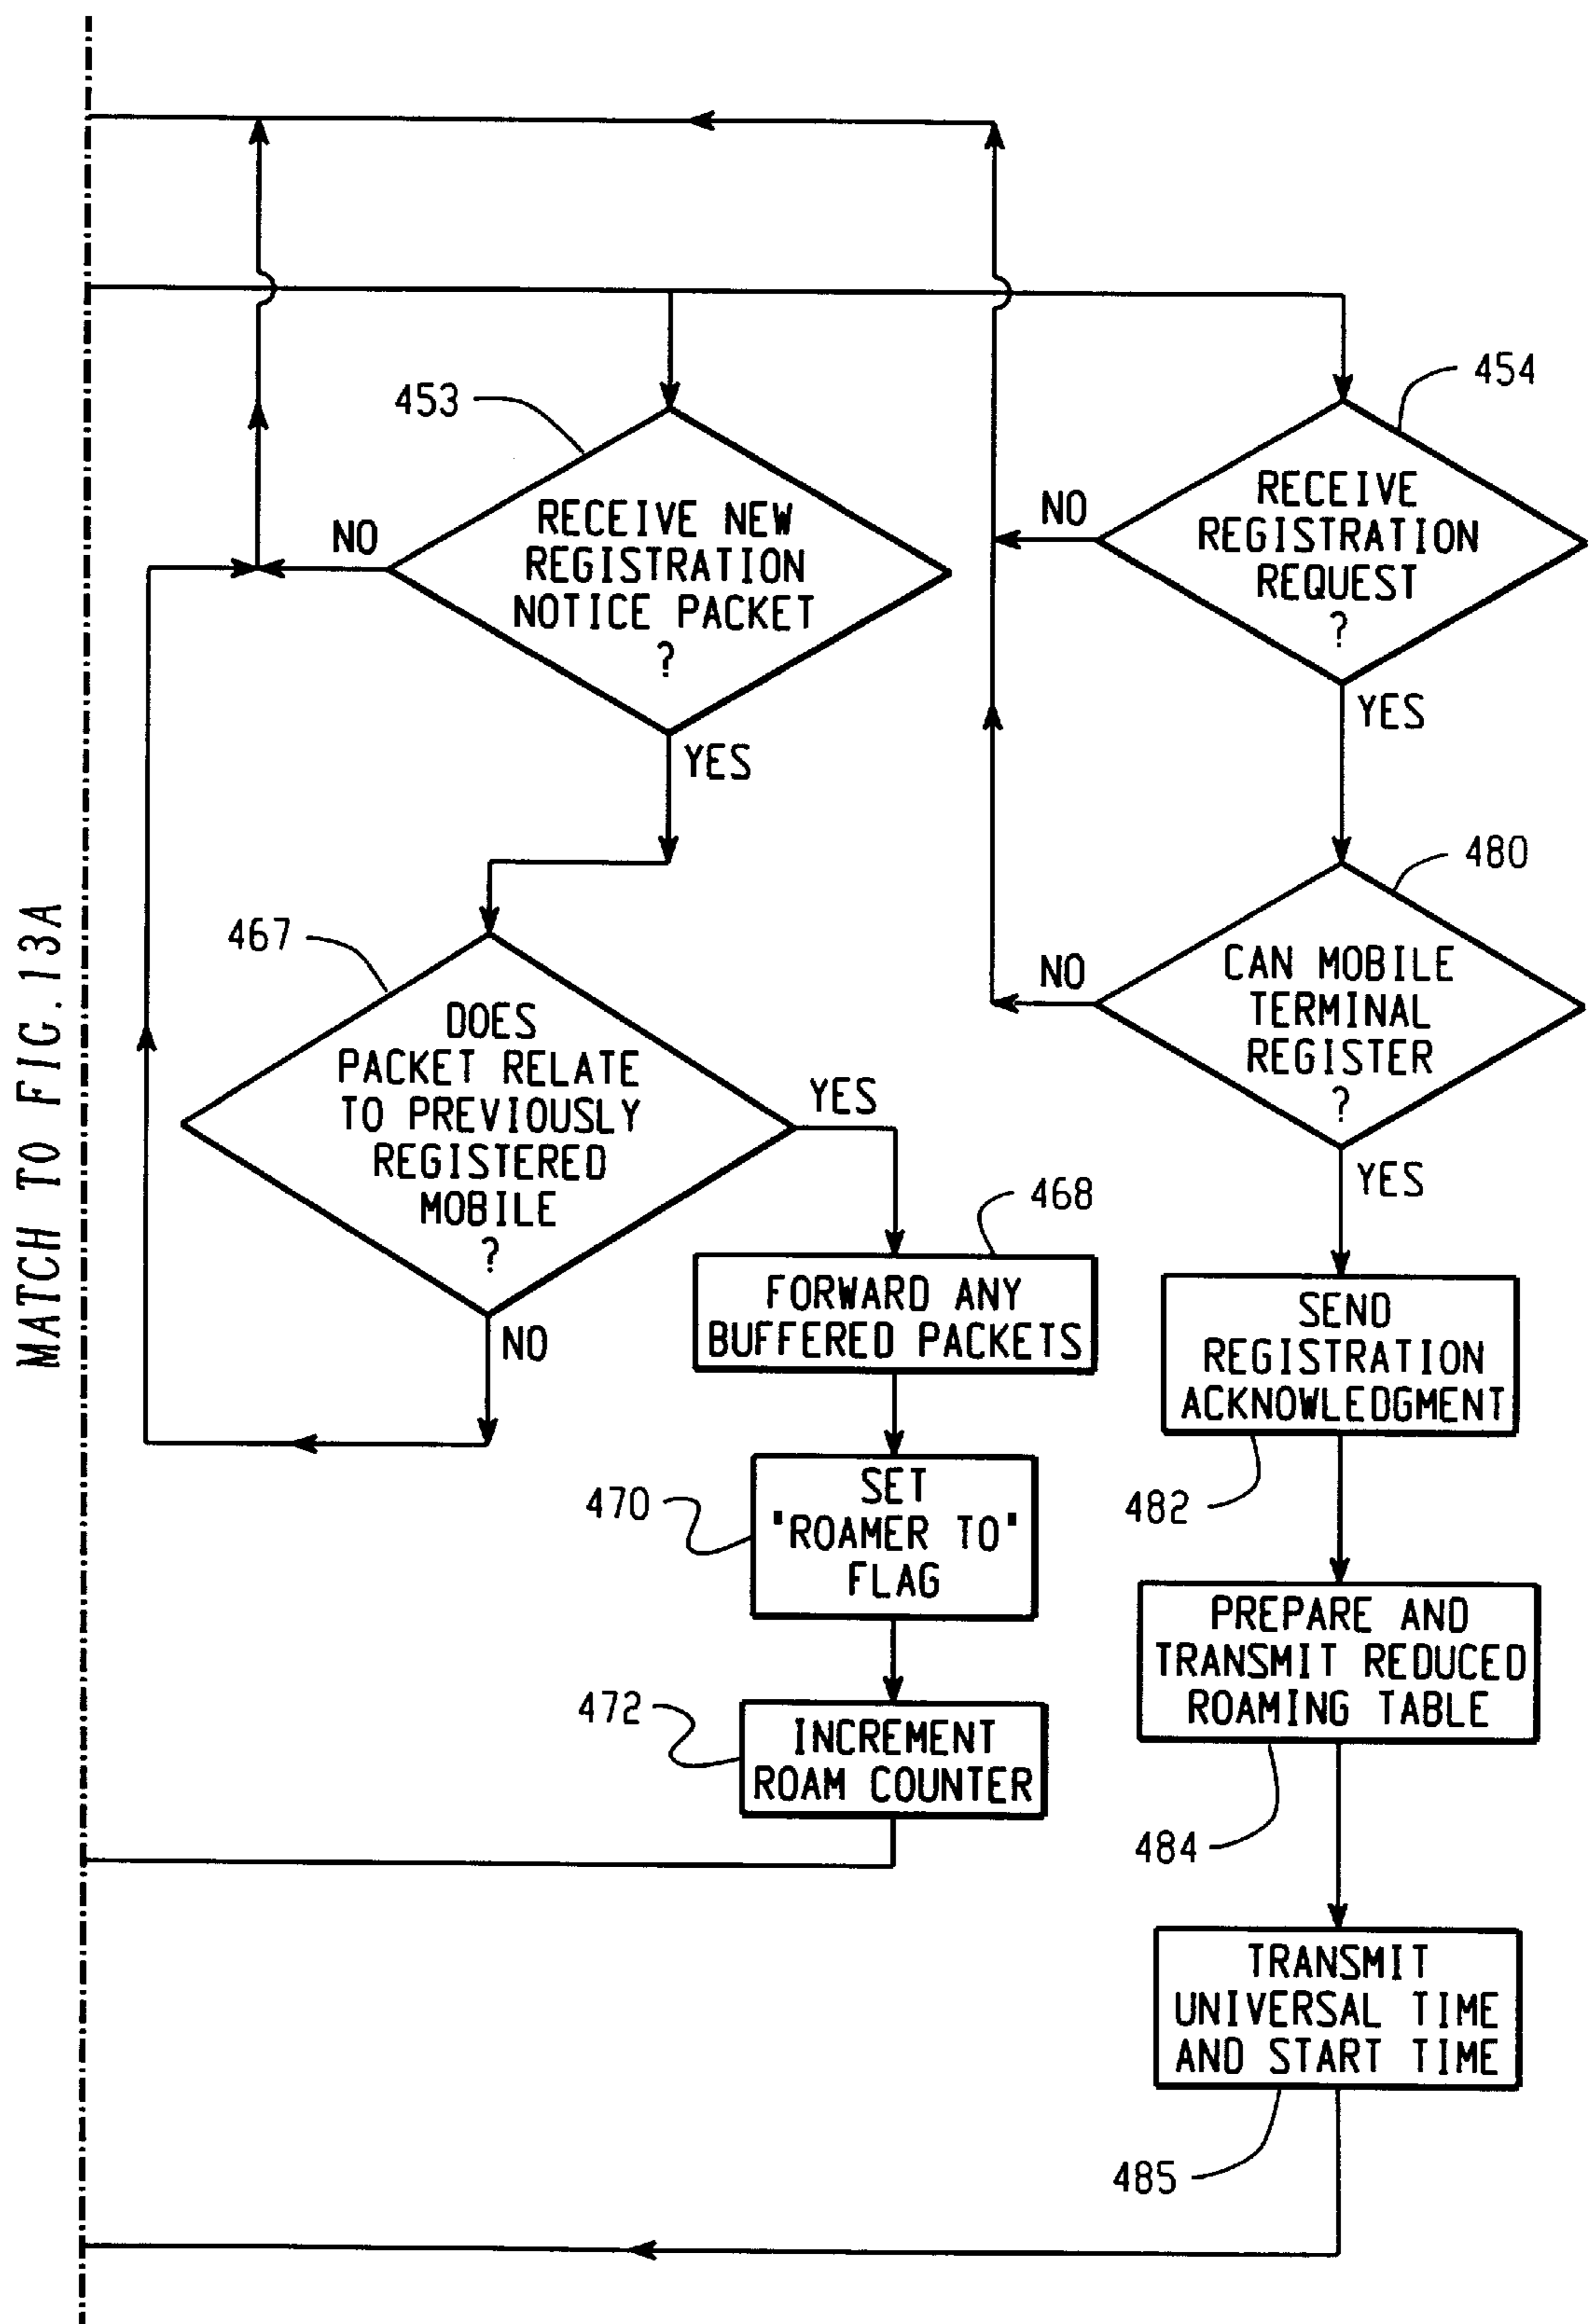 MATCH TO FIG.13A
453
RECEIVE NEW
REGISTRATION
NOTICE PACKET
?
NO
YES
454
RECEIVE
REGISTRATION
REQUEST
?
NO
YES
467
DOES
PACKET RELATE
TO PREVIOUSLY
REGISTERED
MOBILE
?
YES
NO
480
CAN MOBILE
TERMINAL
REGISTER
?
NO
YES
468
FORWARD ANY
BUFFERED PACKETS
470
SET
"ROAMER TO"
FLAG
472
INCREMENT
ROAM COUNTER
SEND
REGISTRATION
ACKNOWLEDGMENT
482
PREPARE AND
TRANSMIT REDUCED
ROAMING TABLE
484
TRANSMIT
UNIVERSAL TIME
AND START TIME
485